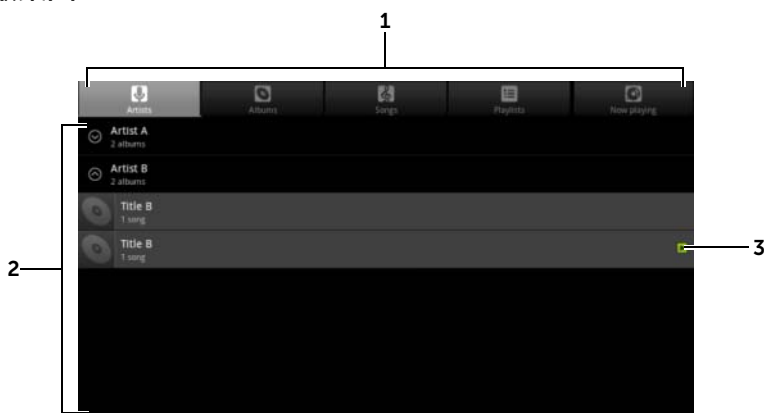 1
Artists Albums Songs Playlists Now playing
Artist A
2 albums
Artist B
2 albums
Title B
1 song
Title B
1 song
3
2